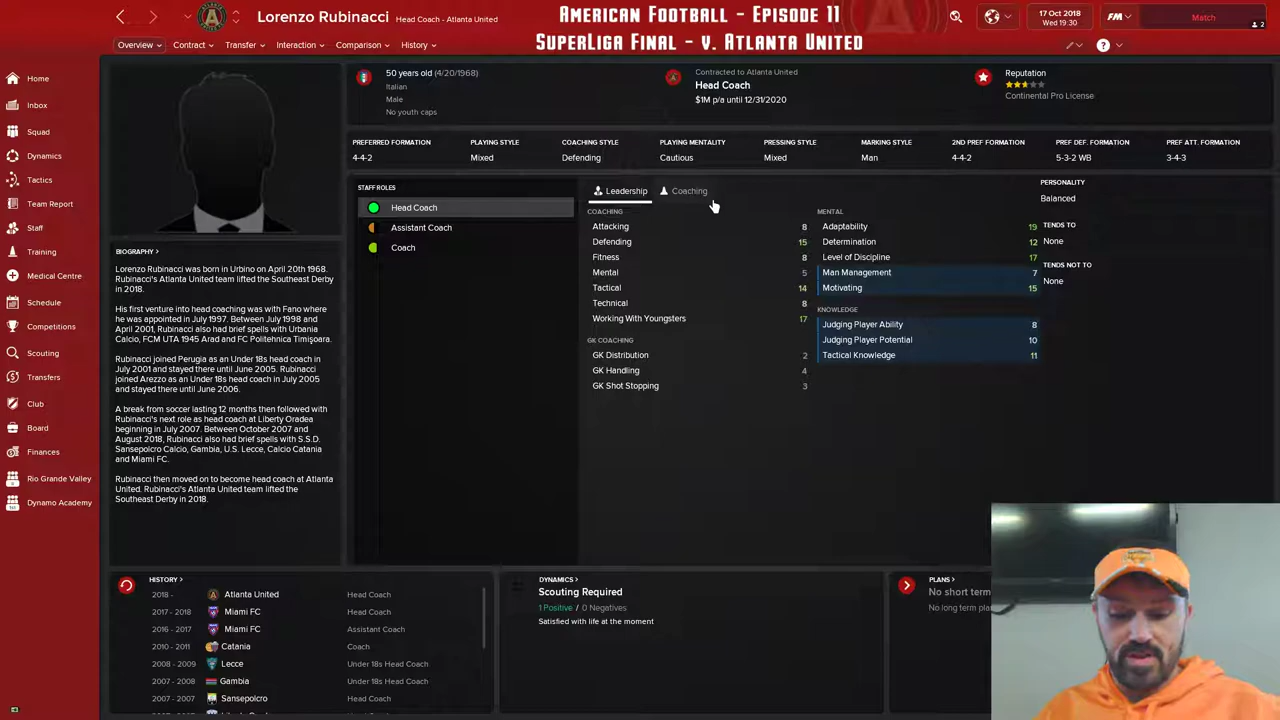 Lorenzo Rubinacci
Head Coach - Atlanta United
AMERICAN FOOTBALL - EPISODE 11
SUPERLIGA FINAL - V. ATLANTA UNITED
17 Oct 2018
Wed 19:30
FM
Match
2
Overview
Contract
Transfer
Interaction
Comparison
History
?
Home
Inbox
Squad
Dynamics
Tactics
Team Report
Staff
Training
Medical Centre
Schedule
Competitions
Scouting
Transfers
Club
Board
Finances
Rio Grande Valley
Dynamo Academy
50 years old (4/20/1968)
Italian
Male
No youth caps
Contracted to Atlanta United
Head Coach
$1M p/a until 12/31/2020
Reputation
Continental Pro License
PREFERRED FORMATION
4-4-2
PLAYING STYLE
Mixed
COACHING STYLE
Defending
PLAYING MENTALITY
Cautious
PRESSING STYLE
Mixed
MARKING STYLE
Man
2ND PREF FORMATION
4-4-2
PREF DEF. FORMATION
5-3-2 WB
PREF ATT. FORMATION
3-4-3
BIOGRAPHY >
Lorenzo Rubinacci was born in Urbino on April 20th 1968.
Rubinacci's Atlanta United team lifted the Southeast Derby
in 2018.
His first venture into head coaching was with Fano where
he was appointed in July 1997. Between July 1998 and
April 2001, Rubinacci also had brief spells with Urbania
Calcio, FCM UTA 1945 Arad and FC Politehnica Timişoara.
Rubinacci joined Perugia as an Under 18s head coach in
July 2001 and stayed there until June 2005. Rubinacci
joined Arezzo as an Under 18s head coach in July 2005
and stayed there until June 2006.
A break from soccer lasting 12 months then followed with
Rubinacci's next role as head coach at Liberty Oradea
beginning in July 2007. Between October 2007 and
August 2018, Rubinacci also had brief spells with S.S.D.
Sansepolcro Calcio, Gambia, U.S. Lecce, Calcio Catania
and Miami FC.
Rubinacci then moved on to become head coach at Atlanta
United. Rubinacci's Atlanta United team lifted the
Southeast Derby in 2018.
STAFF ROLES
Head Coach
Assistant Coach
Coach
Leadership
Coaching
COACHING
Attacking 8
Defending 15
Fitness 8
Mental 5
Tactical 14
Technical 8
Working With Youngsters 17
GK COACHING
GK Distribution 2
GK Handling 4
GK Shot Stopping 3
MENTAL
Adaptability 19
Determination 12
Level of Discipline 17
Man Management 7
Motivating 15
KNOWLEDGE
Judging Player Ability 8
Judging Player Potential 10
Tactical Knowledge 11
PERSONALITY
Balanced
TENDS TO
None
TENDS NOT TO
None
HISTORY >
2018 - Atlanta United Head Coach
2017 - 2018 Miami FC Head Coach
2016 - 2017 Miami FC Assistant Coach
2010 - 2011 Catania Coach
2008 - 2009 Lecce Under 18s Head Coach
2007 - 2008 Gambia Under 18s Head Coach
2007 - 2007 Sansepolcro Head Coach
DYNAMICS >
Scouting Required
1 Positive / 0 Negatives
Satisfied with life at the moment
PLANS >
No short term
No long term